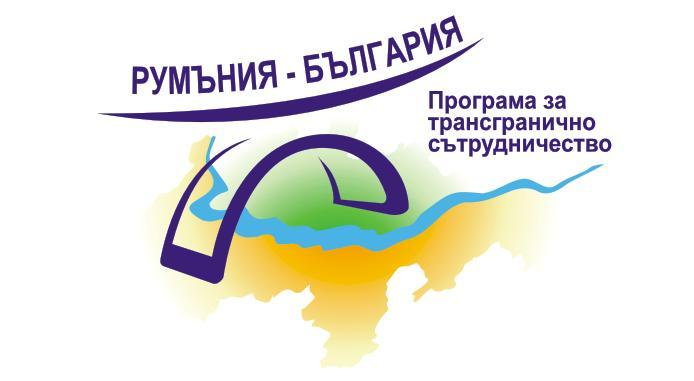 РУМЪНИЯ - БЪЛГАРИЯ
Програма за
трансгранично
сътрудничество